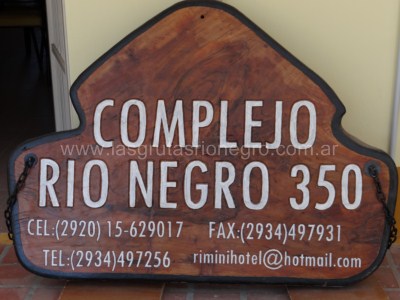 COMPLEJO
www.lasgrutasrionegro.com.ar
RIO NEGRO 350
CEL:(2920) 15-629017 FAX:(2934)497931
TEL:(2934)497256 riminihotel@hotmail.com